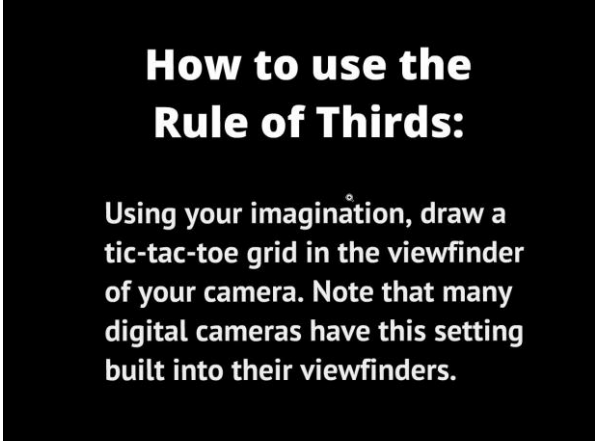 How to use the
Rule of Thirds:
Using your imagination, draw a
tic-tac-toe grid in the viewfinder
of your camera. Note that many
digital cameras have this setting
built into their viewfinders.